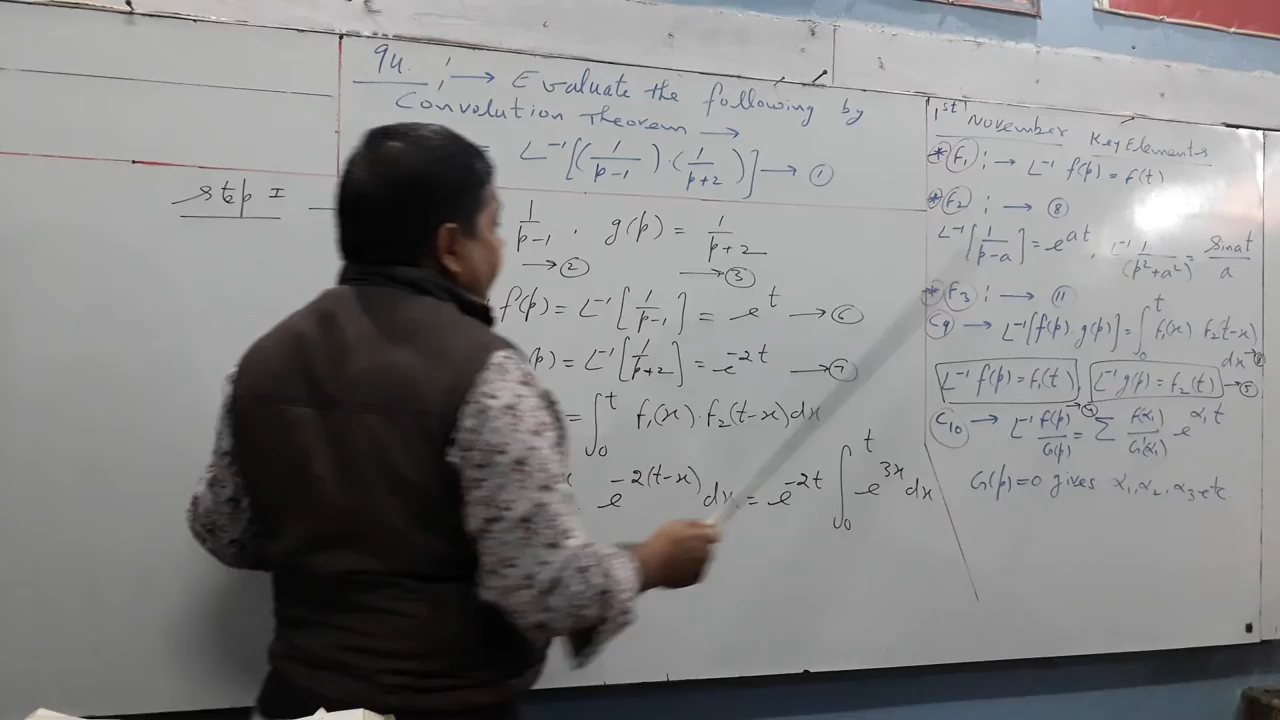 94. :→ Evaluate the following by
Convolution Theorem →
= L⁻¹[(1/(p-1))·(1/(p+2))] → ①
Step I
1/(p-1), g(p) = 1/(p+2)
→ ② → ③
f(p) = L⁻¹[1/(p-1)] = e^t → ⑥
(p) = L⁻¹[1/(p+2)] = e^{-2t} → ⑦
= ∫₀^t f₁(x)·f₂(t-x)dx
e^{-2(t-x)} dx = e^{-2t} ∫₀^t e^{3x} dx
1st November Key Elements
*F₁ :→ L⁻¹ f(p) = f(t)
*F₂ :→ ⑧
L⁻¹[1/(p-a)] = e^{at}, L⁻¹ 1/(p²+a²) = sinat/a
*F₃ :→ ⑪
C₉ → L⁻¹[f(p)·g(p)] = ∫₀^t f₁(x) f₂(t-x)
dx →
L⁻¹ f(p) = f₁(t), L⁻¹ g(p) = f₂(t) → ⑤
C₁₀ → L⁻¹ F(p)/G(p) = Σ F(α₁)/G'(α₁) e^{α₁t}
G(p)=0 gives α₁, α₂, α₃ etc